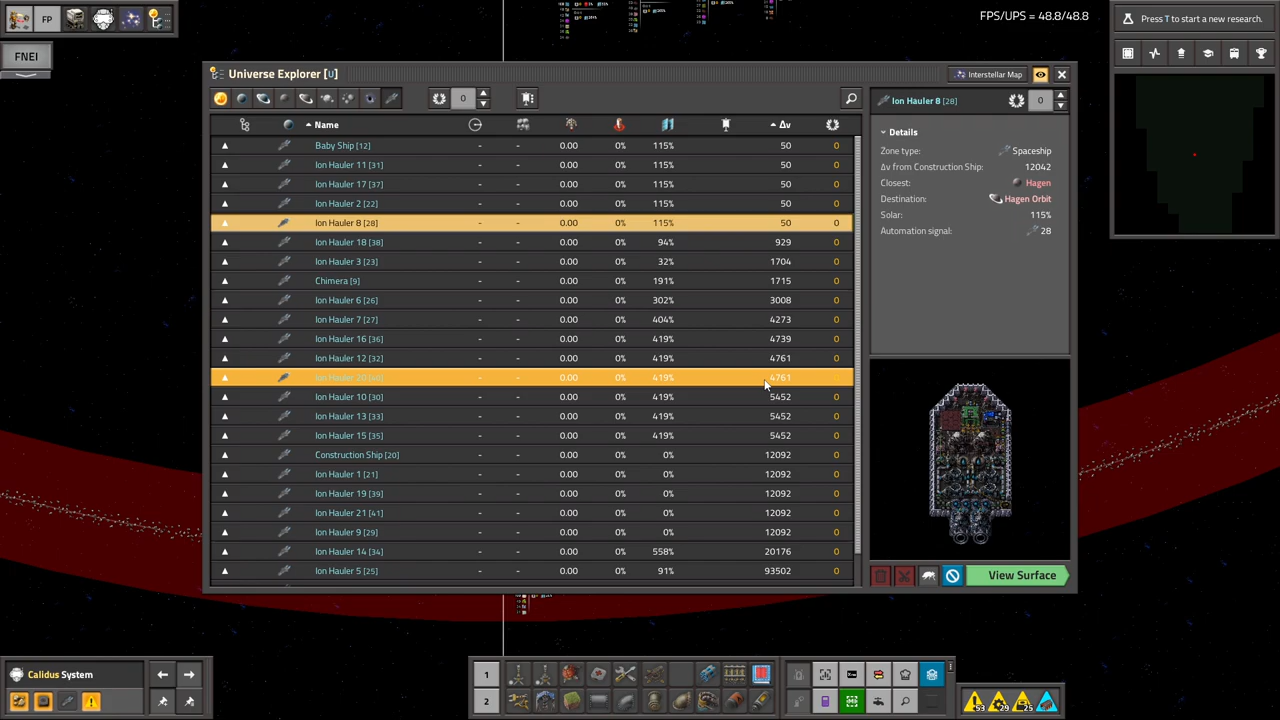 FP
FPS/UPS = 48.8/48.8
Press T to start a new research.
FNEI
Universe Explorer [U]
Interstellar Map
0
Name
Δv
Baby Ship [12] - - 0.00 0% 115% 50 0
Ion Hauler 11 [31] - - 0.00 0% 115% 50 0
Ion Hauler 17 [37] - - 0.00 0% 115% 50 0
Ion Hauler 2 [22] - - 0.00 0% 115% 50 0
Ion Hauler 8 [28] - - 0.00 0% 115% 50 0
Ion Hauler 18 [38] - - 0.00 0% 94% 929 0
Ion Hauler 3 [23] - - 0.00 0% 32% 1704 0
Chimera [9] - - 0.00 0% 191% 1715 0
Ion Hauler 6 [26] - - 0.00 0% 302% 3008 0
Ion Hauler 7 [27] - - 0.00 0% 404% 4273 0
Ion Hauler 16 [36] - - 0.00 0% 419% 4739 0
Ion Hauler 12 [32] - - 0.00 0% 419% 4761 0
Ion Hauler 20 [40] - - 0.00 0% 419% 4761 0
Ion Hauler 10 [30] - - 0.00 0% 419% 5452 0
Ion Hauler 13 [33] - - 0.00 0% 419% 5452 0
Ion Hauler 15 [35] - - 0.00 0% 419% 5452 0
Construction Ship [20] - - 0.00 0% 0% 12092 0
Ion Hauler 1 [21] - - 0.00 0% 0% 12092 0
Ion Hauler 19 [39] - - 0.00 0% 0% 12092 0
Ion Hauler 21 [41] - - 0.00 0% 0% 12092 0
Ion Hauler 9 [29] - - 0.00 0% 0% 12092 0
Ion Hauler 14 [34] - - 0.00 0% 558% 20176 0
Ion Hauler 5 [25] - - 0.00 0% 91% 93502 0
Ion Hauler 8 [28] 0
Details
Zone type: Spaceship
Δv from Construction Ship: 12042
Closest: Hagen
Destination: Hagen Orbit
Solar: 115%
Automation signal: 28
View Surface
Calidus System
1
2
53 29 25